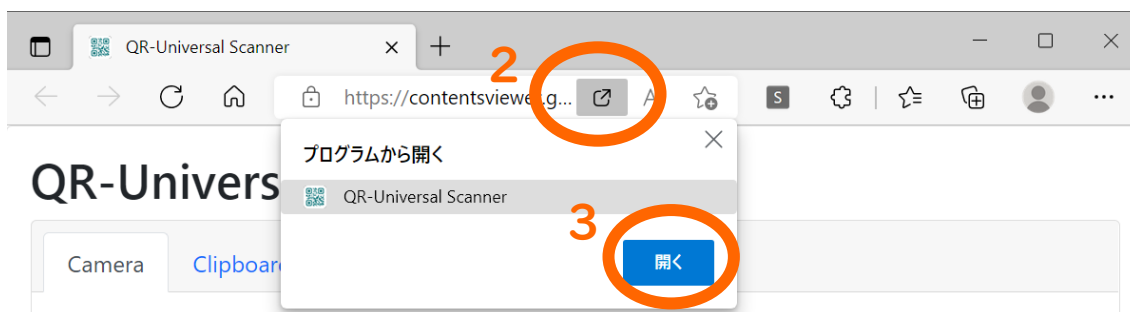 QR-Universal Scanner
2
https://contentsviewer.g...
A
S
プログラムから開く
QR-Univers
QR-Universal Scanner
3
Camera
Clipboar
開く